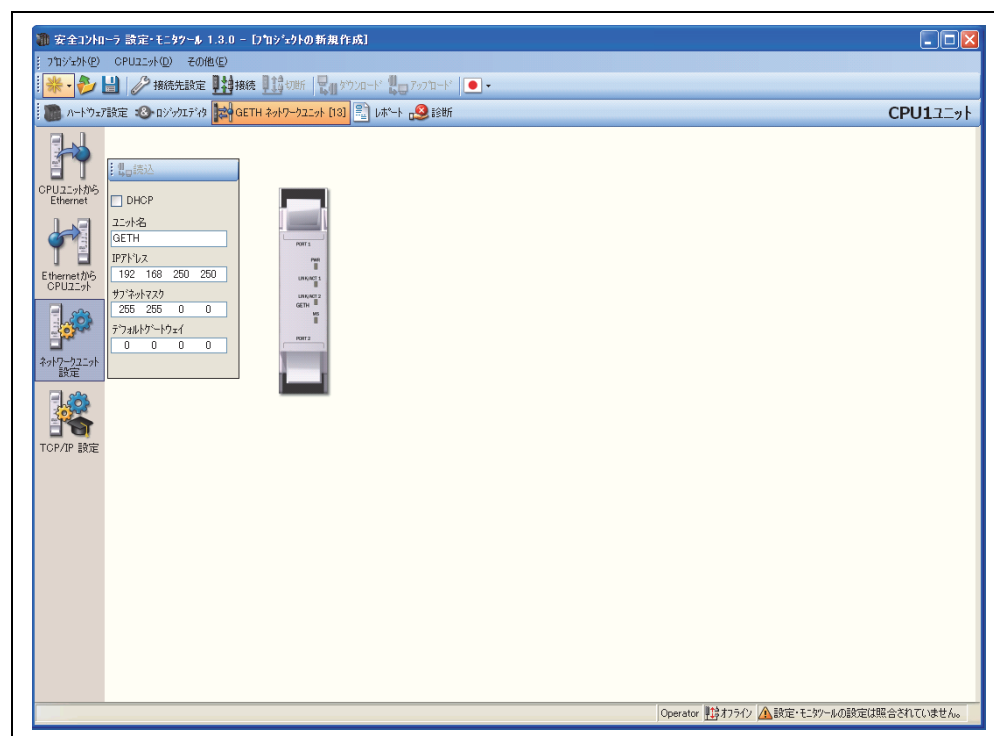 安全ｺﾝﾄﾛｰﾗ 設定・ﾓﾆﾀﾂｰﾙ 1.3.0 - [ﾌﾟﾛｼﾞｪｸﾄの新規作成]
ﾌﾟﾛｼﾞｪｸﾄ(P) CPUﾕﾆｯﾄ(D) その他(E)
接続先設定 接続 切断 ﾀﾞｳﾝﾛｰﾄﾞ ｱｯﾌﾟﾛｰﾄﾞ
ﾊｰﾄﾞｳｪｱ設定 ﾛｼﾞｯｸｴﾃﾞｨﾀ GETH ﾈｯﾄﾜｰｸﾕﾆｯﾄ [13] ﾚﾎﾟｰﾄ 診断 CPU1ﾕﾆｯﾄ
CPUﾕﾆｯﾄから
Ethernet
Ethernetから
CPUﾕﾆｯﾄ
ﾈｯﾄﾜｰｸﾕﾆｯﾄ
設定
TCP/IP 設定
読込
DHCP
ﾕﾆｯﾄ名
GETH
IPｱﾄﾞﾚｽ
192 168 250 250
ｻﾌﾞﾈｯﾄﾏｽｸ
255 255 0 0
ﾃﾞﾌｫﾙﾄｹﾞｰﾄｳｪｲ
0 0 0 0
PORT 1
PWR
LINK/ACT 1
LINK/ACT 2
GETH
MS
PORT 2
Operator ｵﾌﾗｲﾝ 設定・ﾓﾆﾀﾂｰﾙの設定は照合されていません。